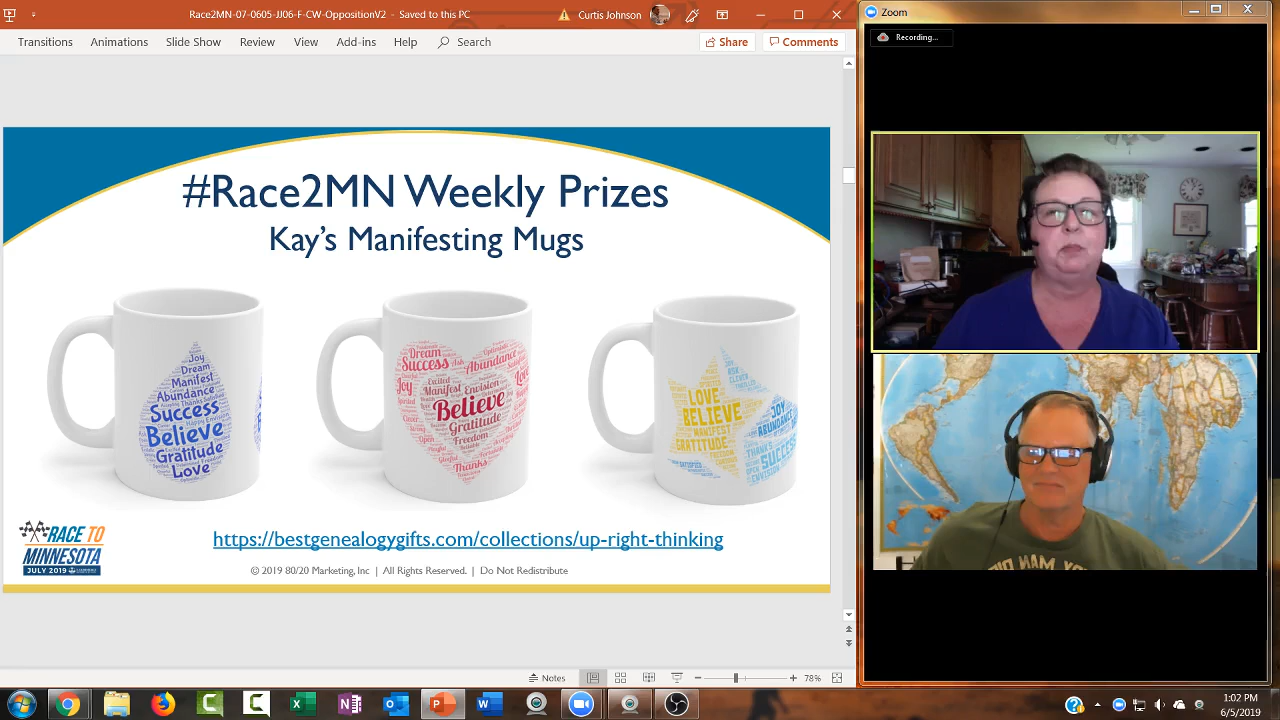 Race2MN-07-0605-JJ06-F-CW-OppositionV2 - Saved to this PC
Curtis Johnson
Transitions Animations Slide Show Review View Add-ins Help Search
Share Comments
#Race2MN Weekly Prizes
Kay's Manifesting Mugs
Joy
Dream
Manifest
Abundance
Success
Believe
Gratitude
Love
Dream
Success
Abundance
Joy
Manifest Envision
Believe
Gratitude
Freedom
Thanks
LOVE
BELIEVE
MANIFEST
GRATITUDE
JOY
ABUNDANCE
THANKS
SUCCESS
RACE TO
MINNESOTA
JULY 2019
https://bestgenealogygifts.com/collections/up-right-thinking
© 2019 80/20 Marketing, Inc | All Rights Reserved. | Do Not Redistribute
Notes
78%
Zoom
Recording...
1:02 PM
6/5/2019